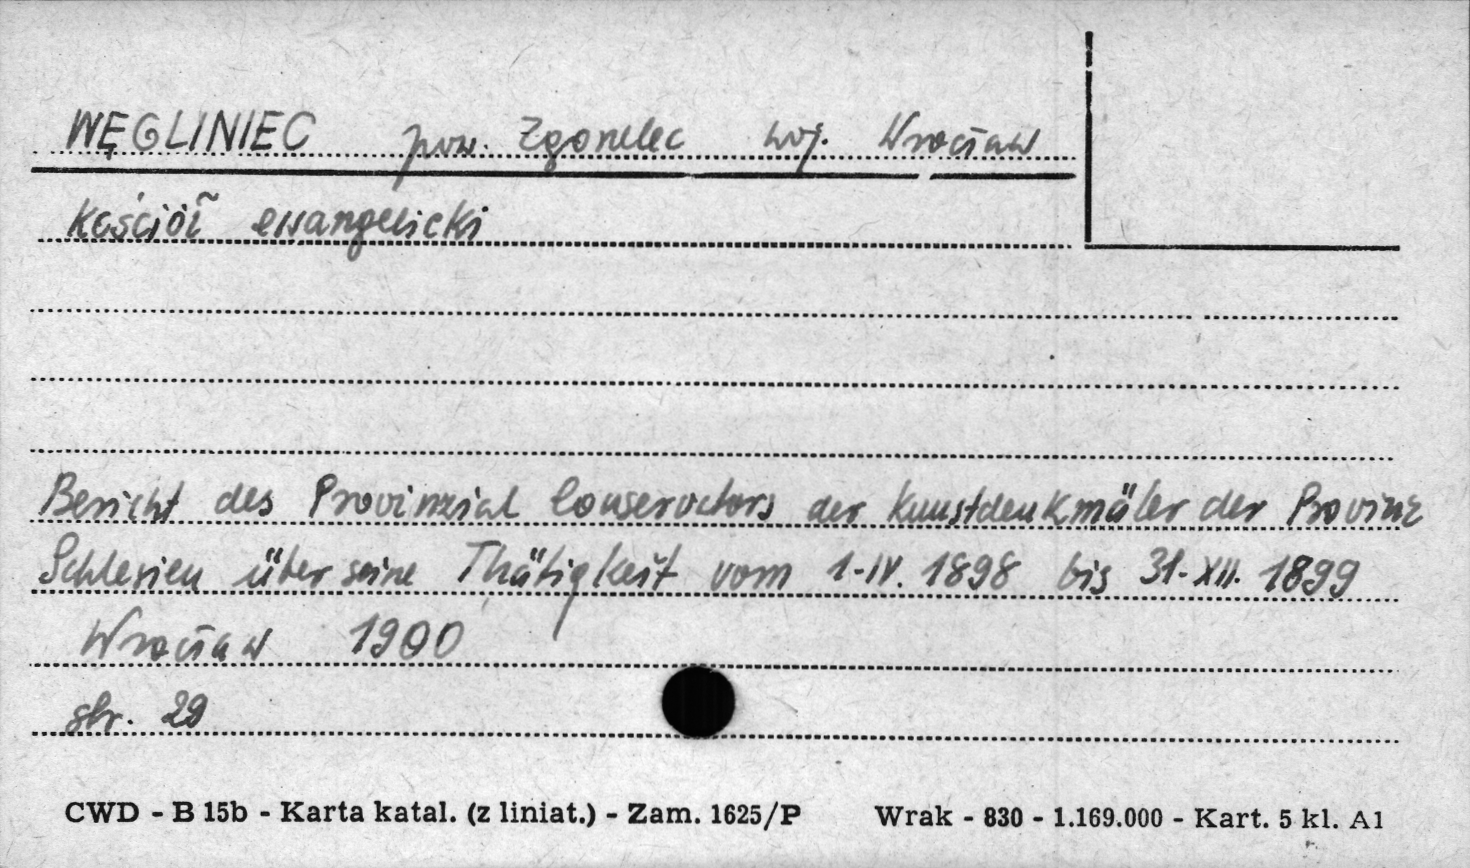 WĘGLINIEC pow. Zgorzelec woj. Wrocław
Kościół ewangelicki
Bericht des Provinzial Conservators der Kunstdenkmäler der Provinz
Schlesien über seine Thätigkeit vom 1-IV. 1898 bis 31-XII. 1899
Wrocław 1900
str. 29
CWD - B 15b - Karta katal. (z liniat.) - Zam. 1625/P Wrak - 830 - 1.169.000 - Kart. 5 kl. A1